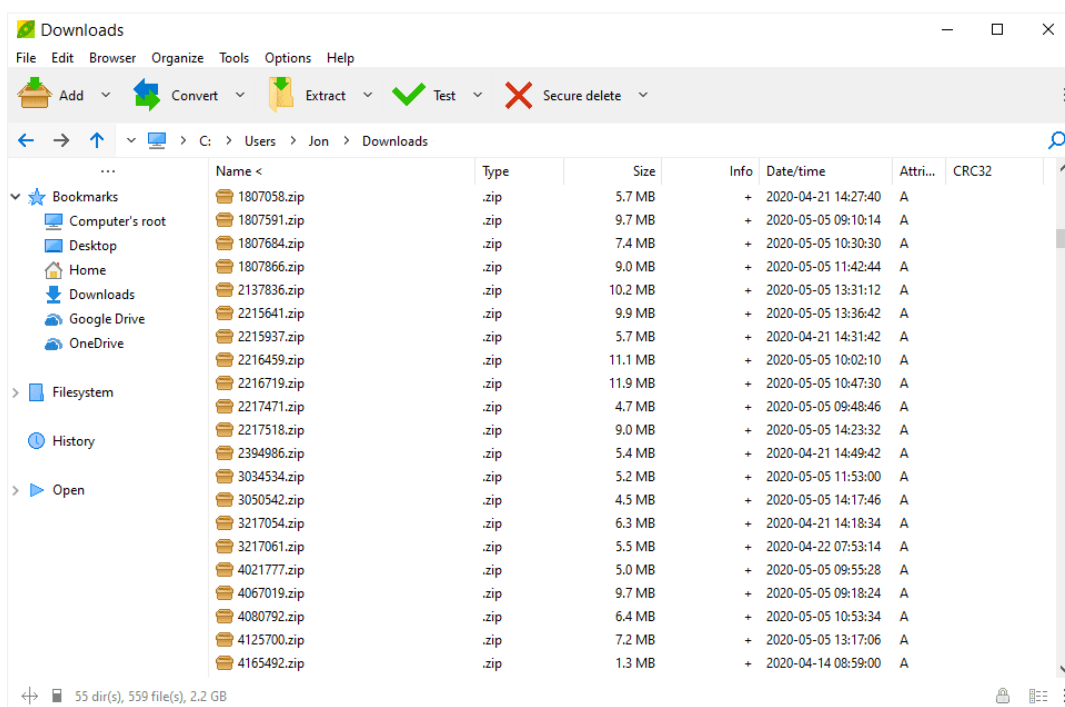 Downloads
File Edit Browser Organize Tools Options Help
Add Convert Extract Test Secure delete
C: > Users > Jon > Downloads
... Name < Type Size Info Date/time Attri... CRC32
Bookmarks 1807058.zip .zip 5.7 MB + 2020-04-21 14:27:40 A
Computer's root 1807591.zip .zip 9.7 MB + 2020-05-05 09:10:14 A
Desktop 1807684.zip .zip 7.4 MB + 2020-05-05 10:30:30 A
Home 1807866.zip .zip 9.0 MB + 2020-05-05 11:42:44 A
Downloads 2137836.zip .zip 10.2 MB + 2020-05-05 13:31:12 A
Google Drive 2215641.zip .zip 9.9 MB + 2020-05-05 13:36:42 A
OneDrive 2215937.zip .zip 5.7 MB + 2020-04-21 14:31:42 A
2216459.zip .zip 11.1 MB + 2020-05-05 10:02:10 A
Filesystem 2216719.zip .zip 11.9 MB + 2020-05-05 10:47:30 A
2217471.zip .zip 4.7 MB + 2020-05-05 09:48:46 A
History 2217518.zip .zip 9.0 MB + 2020-05-05 14:23:32 A
2394986.zip .zip 5.4 MB + 2020-04-21 14:49:42 A
Open 3034534.zip .zip 5.2 MB + 2020-05-05 11:53:00 A
3050542.zip .zip 4.5 MB + 2020-05-05 14:17:46 A
3217054.zip .zip 6.3 MB + 2020-04-21 14:18:34 A
3217061.zip .zip 5.5 MB + 2020-04-22 07:53:14 A
4021777.zip .zip 5.0 MB + 2020-05-05 09:55:28 A
4067019.zip .zip 9.7 MB + 2020-05-05 09:18:24 A
4080792.zip .zip 6.4 MB + 2020-05-05 10:53:34 A
4125700.zip .zip 7.2 MB + 2020-05-05 13:17:06 A
4165492.zip .zip 1.3 MB + 2020-04-14 08:59:00 A
55 dir(s), 559 file(s), 2.2 GB